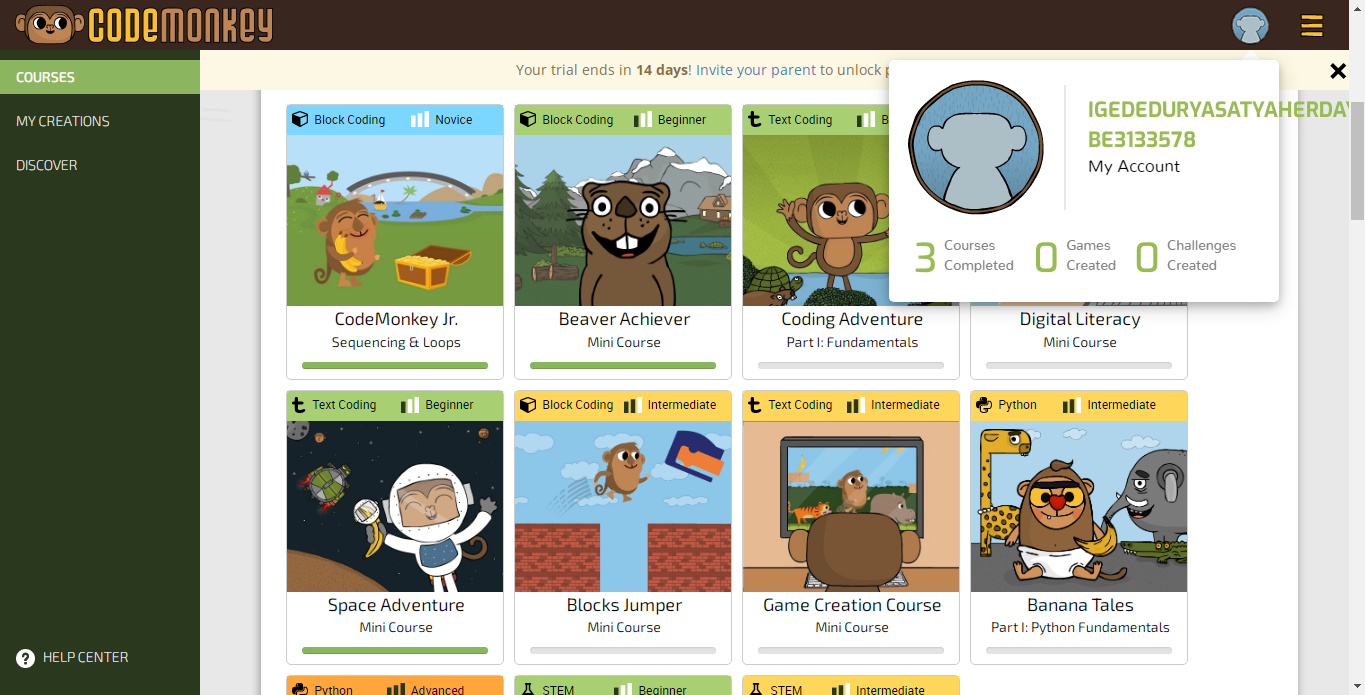 CODEMONKEY
COURSES
MY CREATIONS
DISCOVER
HELP CENTER
Your trial ends in 14 days! Invite your parent to unlock
IGEDEDURYASATYAHERDAY
BE3133578
My Account
3 Courses Completed
0 Games Created
0 Challenges Created
Block Coding Novice
CodeMonkey Jr.
Sequencing & Loops
Block Coding Beginner
Beaver Achiever
Mini Course
Text Coding
Coding Adventure
Part I: Fundamentals
Digital Literacy
Mini Course
Text Coding Beginner
Space Adventure
Mini Course
Block Coding Intermediate
Blocks Jumper
Mini Course
Text Coding Intermediate
Game Creation Course
Mini Course
Python Intermediate
Banana Tales
Part I: Python Fundamentals
Python Advanced
STEM Beginner
STEM Intermediate